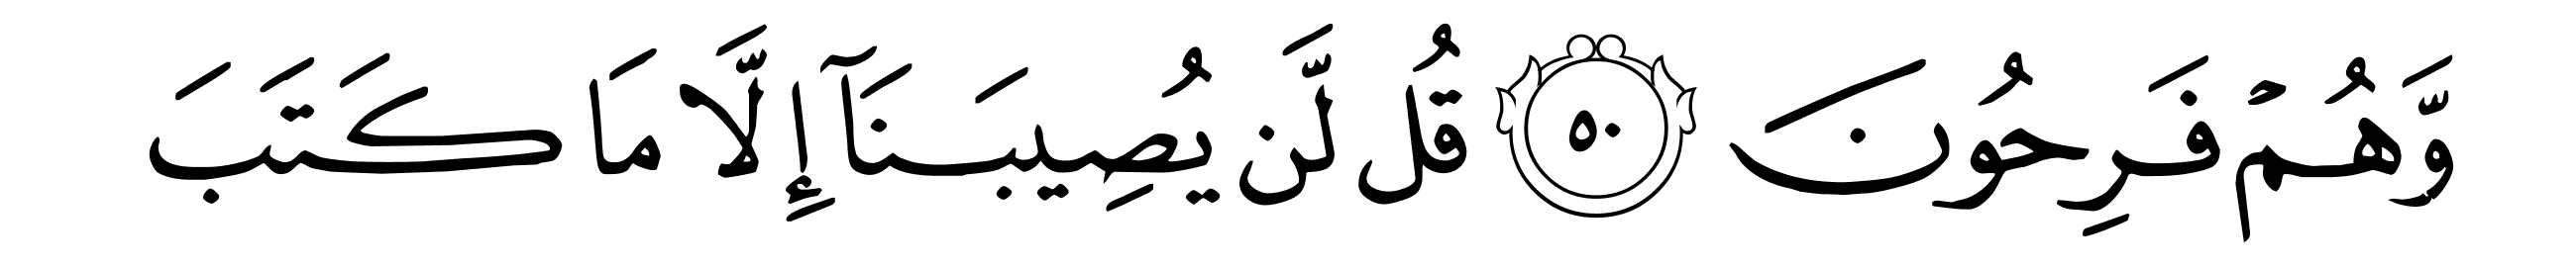 وَّهُمۡ فَرِحُونَ ٥٠ قُل لَّن يُصِيبَنَآ إِلَّا مَا كَتَبَ